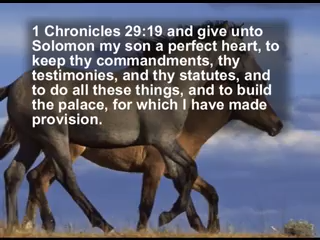 1 Chronicles 29:19 and give unto
Solomon my son a perfect heart, to
keep thy commandments, thy
testimonies, and thy statutes, and
to do all these things, and to build
the palace, for which I have made
provision.